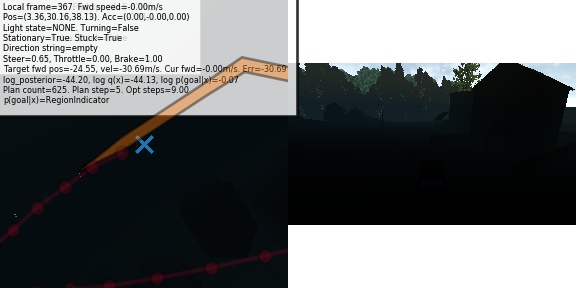 Local frame=367: Fwd speed=-0.00m/s
Pos=(3.36,30.16,38.13). Acc=(0.00,-0.00,0.00)
Light state=NONE. Turning=False
Stationary=True. Stuck=True
Direction string=empty
Steer=0.65, Throttle=0.00, Brake=1.00
Target fwd pos=-24.55, vel=-30.69m/s. Cur fwd=-0.00m/s. Err=-30.69
log_posterior=-44.20, log q(x)=-44.13, log p(goal|x)=-0.07
Plan count=625. Plan step=5. Opt steps=9.00
p(goal|x)=RegionIndicator